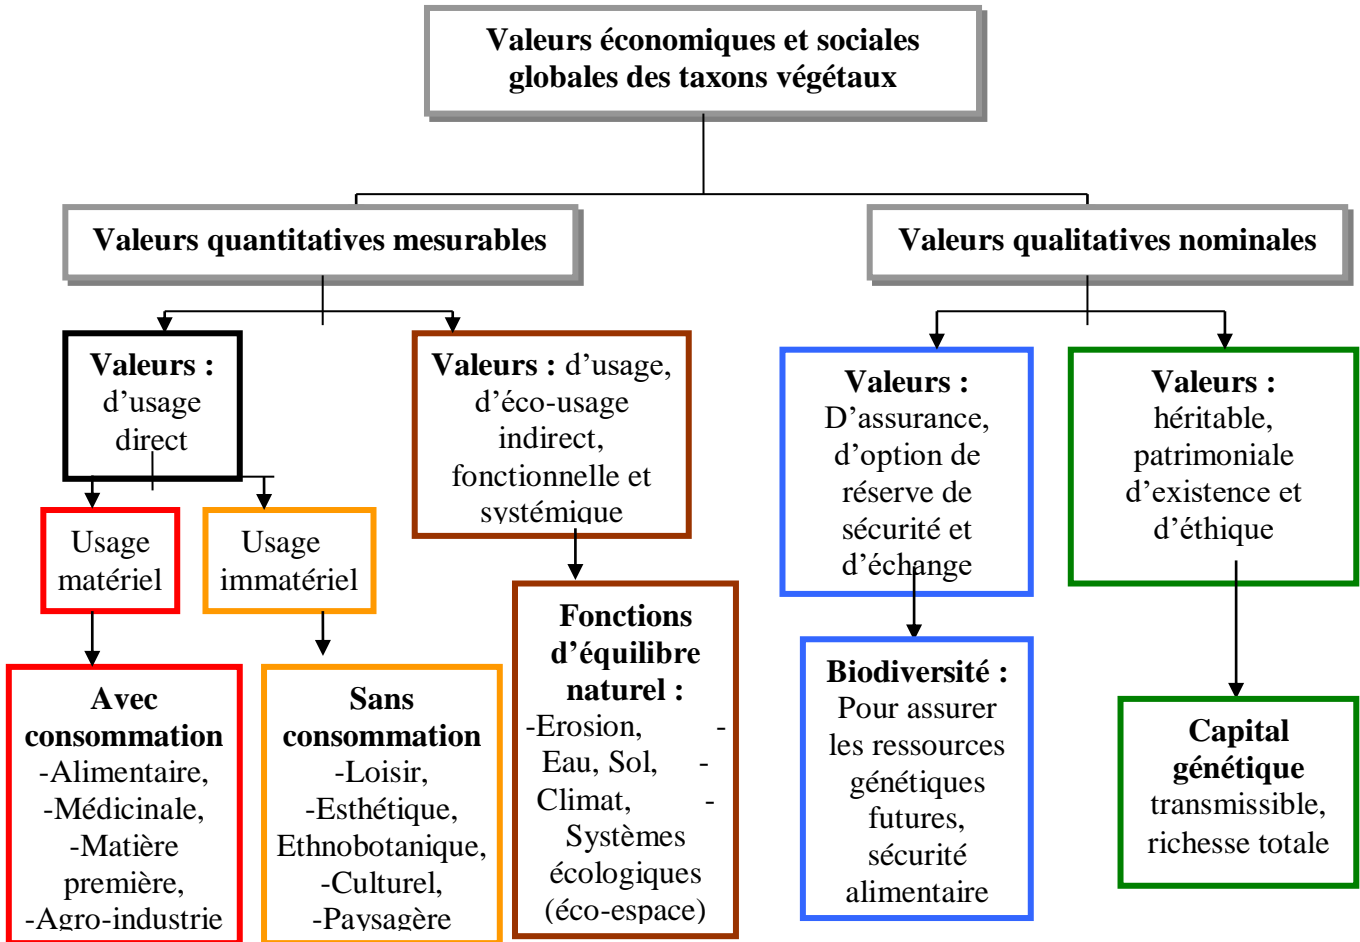 Valeurs économiques et sociales
globales des taxons végétaux
Valeurs quantitatives mesurables
Valeurs qualitatives nominales
Valeurs :
d’usage
direct
Valeurs : d’usage,
d’éco-usage
indirect,
fonctionnelle et
systémique
Valeurs :
D’assurance,
d’option de
réserve de
sécurité et
d’échange
Valeurs :
héritable,
patrimoniale
d’existence et
d’éthique
Usage
matériel
Usage
immatériel
Avec
consommation
-Alimentaire,
-Médicinale,
-Matière
première,
-Agro-industrie
Sans
consommation
-Loisir,
-Esthétique,
Ethnobotanique,
-Culturel,
-Paysagère
Fonctions
d’équilibre
naturel :
-Erosion, -
Eau, Sol, -
Climat, -
Systèmes
écologiques
(éco-espace)
Biodiversité :
Pour assurer
les ressources
génétiques
futures,
sécurité
alimentaire
Capital
génétique
transmissible,
richesse totale